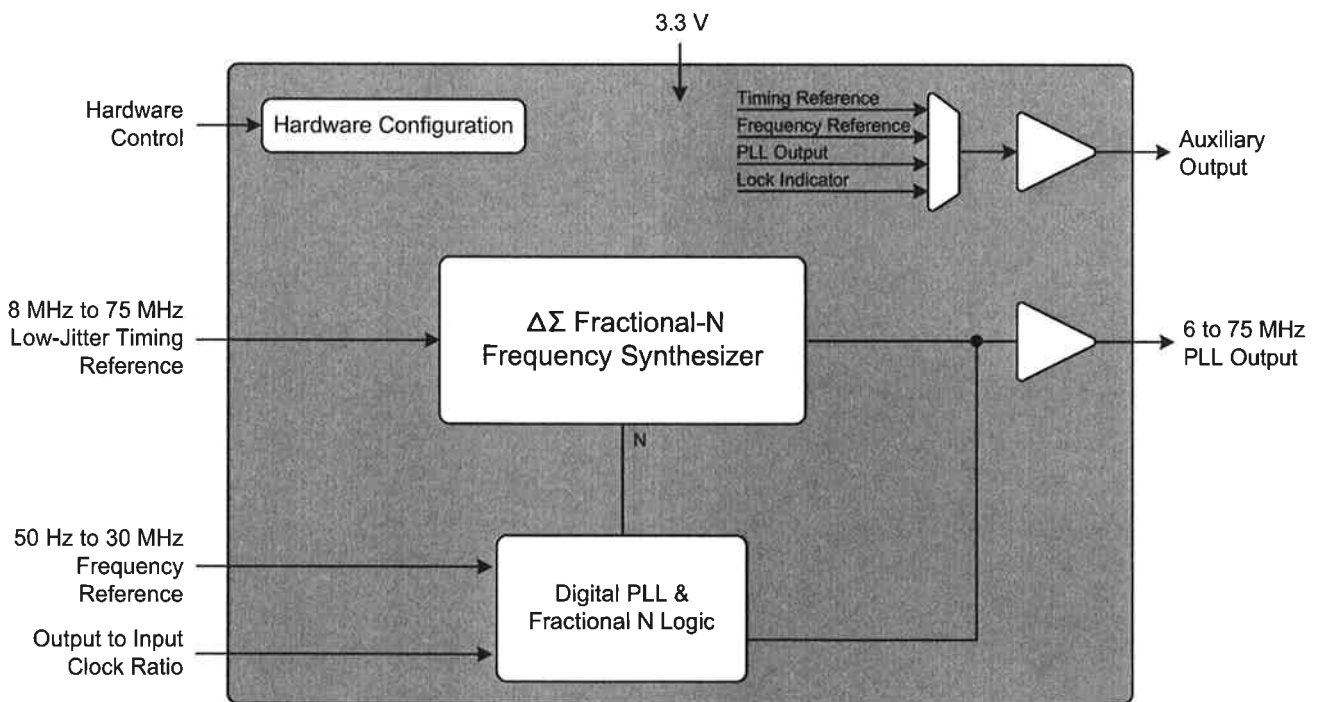 3.3 V
Hardware
Control
Hardware Configuration
Timing Reference
Frequency Reference
PLL Output
Lock Indicator
Auxiliary
Output
8 MHz to 75 MHz
Low-Jitter Timing
Reference
ΔΣ Fractional-N
Frequency Synthesizer
6 to 75 MHz
PLL Output
N
50 Hz to 30 MHz
Frequency
Reference
Digital PLL &
Fractional N Logic
Output to Input
Clock Ratio